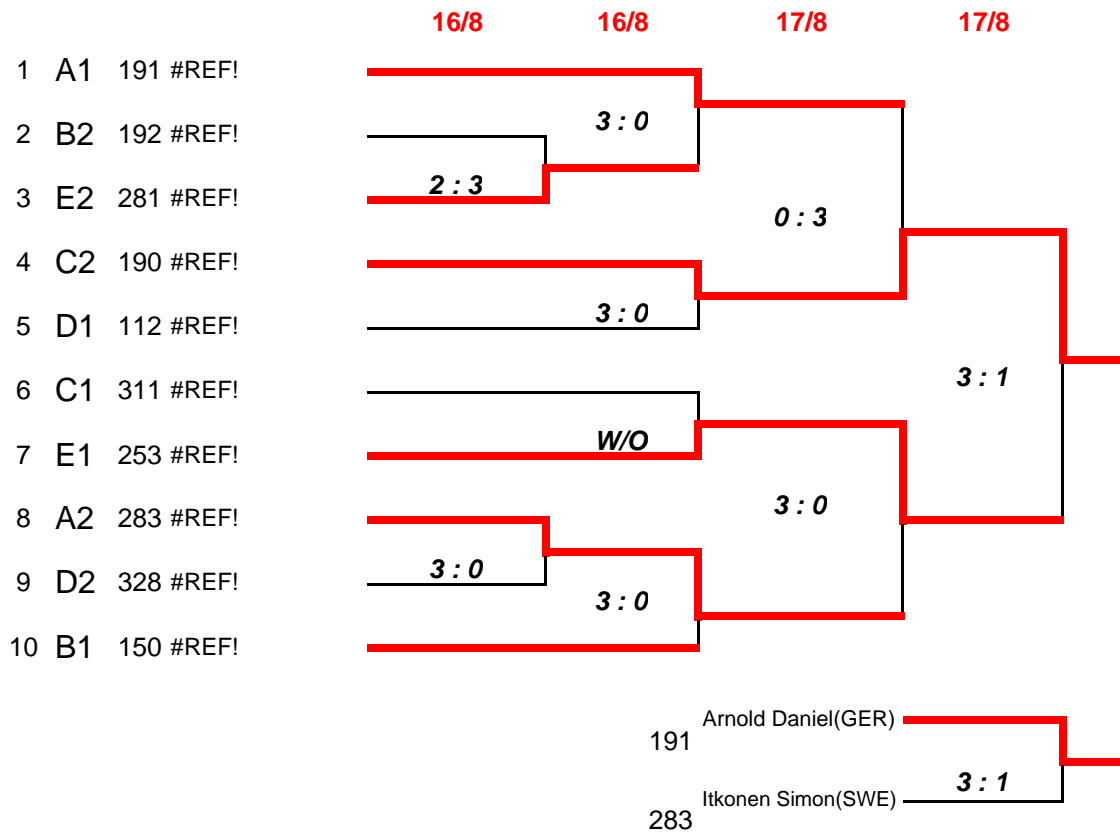 16/8 16/8 17/8 17/8
1 A1 191 #REF!
3 : 0
2 B2 192 #REF!
2 : 3
3 E2 281 #REF!
0 : 3
4 C2 190 #REF!
3 : 0
5 D1 112 #REF!
3 : 1
6 C1 311 #REF!
W/O
7 E1 253 #REF!
3 : 0
8 A2 283 #REF!
3 : 0
9 D2 328 #REF!
3 : 0
10 B1 150 #REF!
Arnold Daniel(GER)
191
3 : 1
Itkonen Simon(SWE)
283